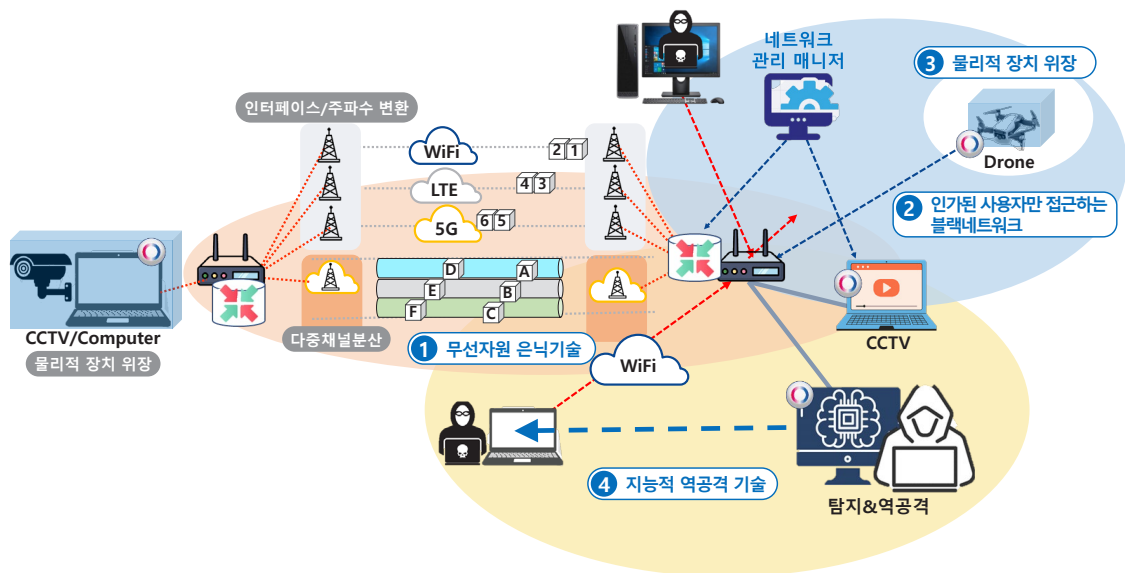 네트워크
관리 매니저
3 물리적 장치 위장
인터페이스/주파수 변환
WiFi
2 1
LTE
4 3
5G
6 5
Drone
2 인가된 사용자만 접근하는
블랙네트워크
D A
E B
F C
CCTV/Computer
물리적 장치 위장
다중채널분산
1 무선자원 은닉기술
WiFi
CCTV
4 지능적 역공격 기술
탐지&역공격